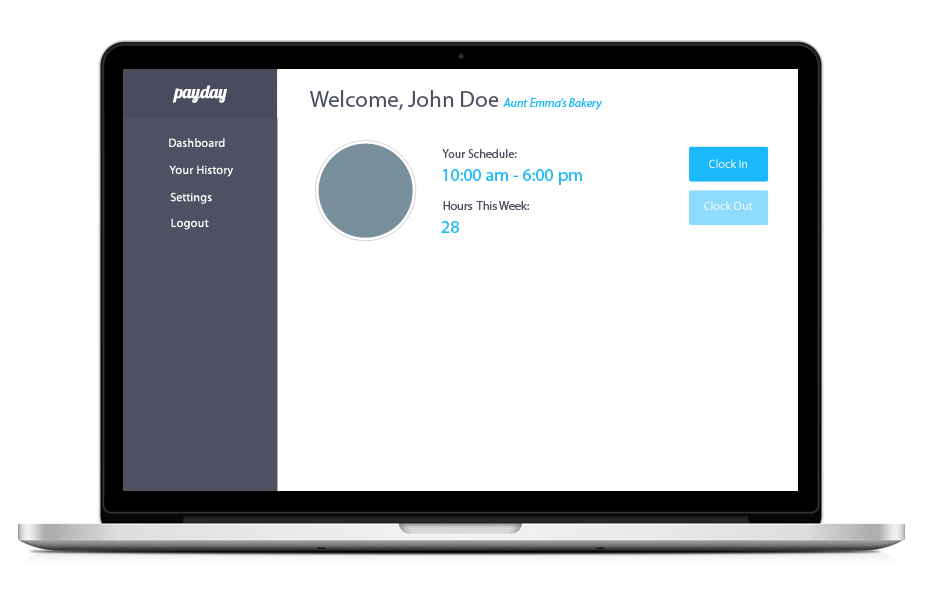 payday
Dashboard
Your History
Settings
Logout
Welcome, John Doe Aunt Emma's Bakery
Your Schedule:
10:00 am - 6:00 pm
Hours This Week:
28
Clock In
Clock Out